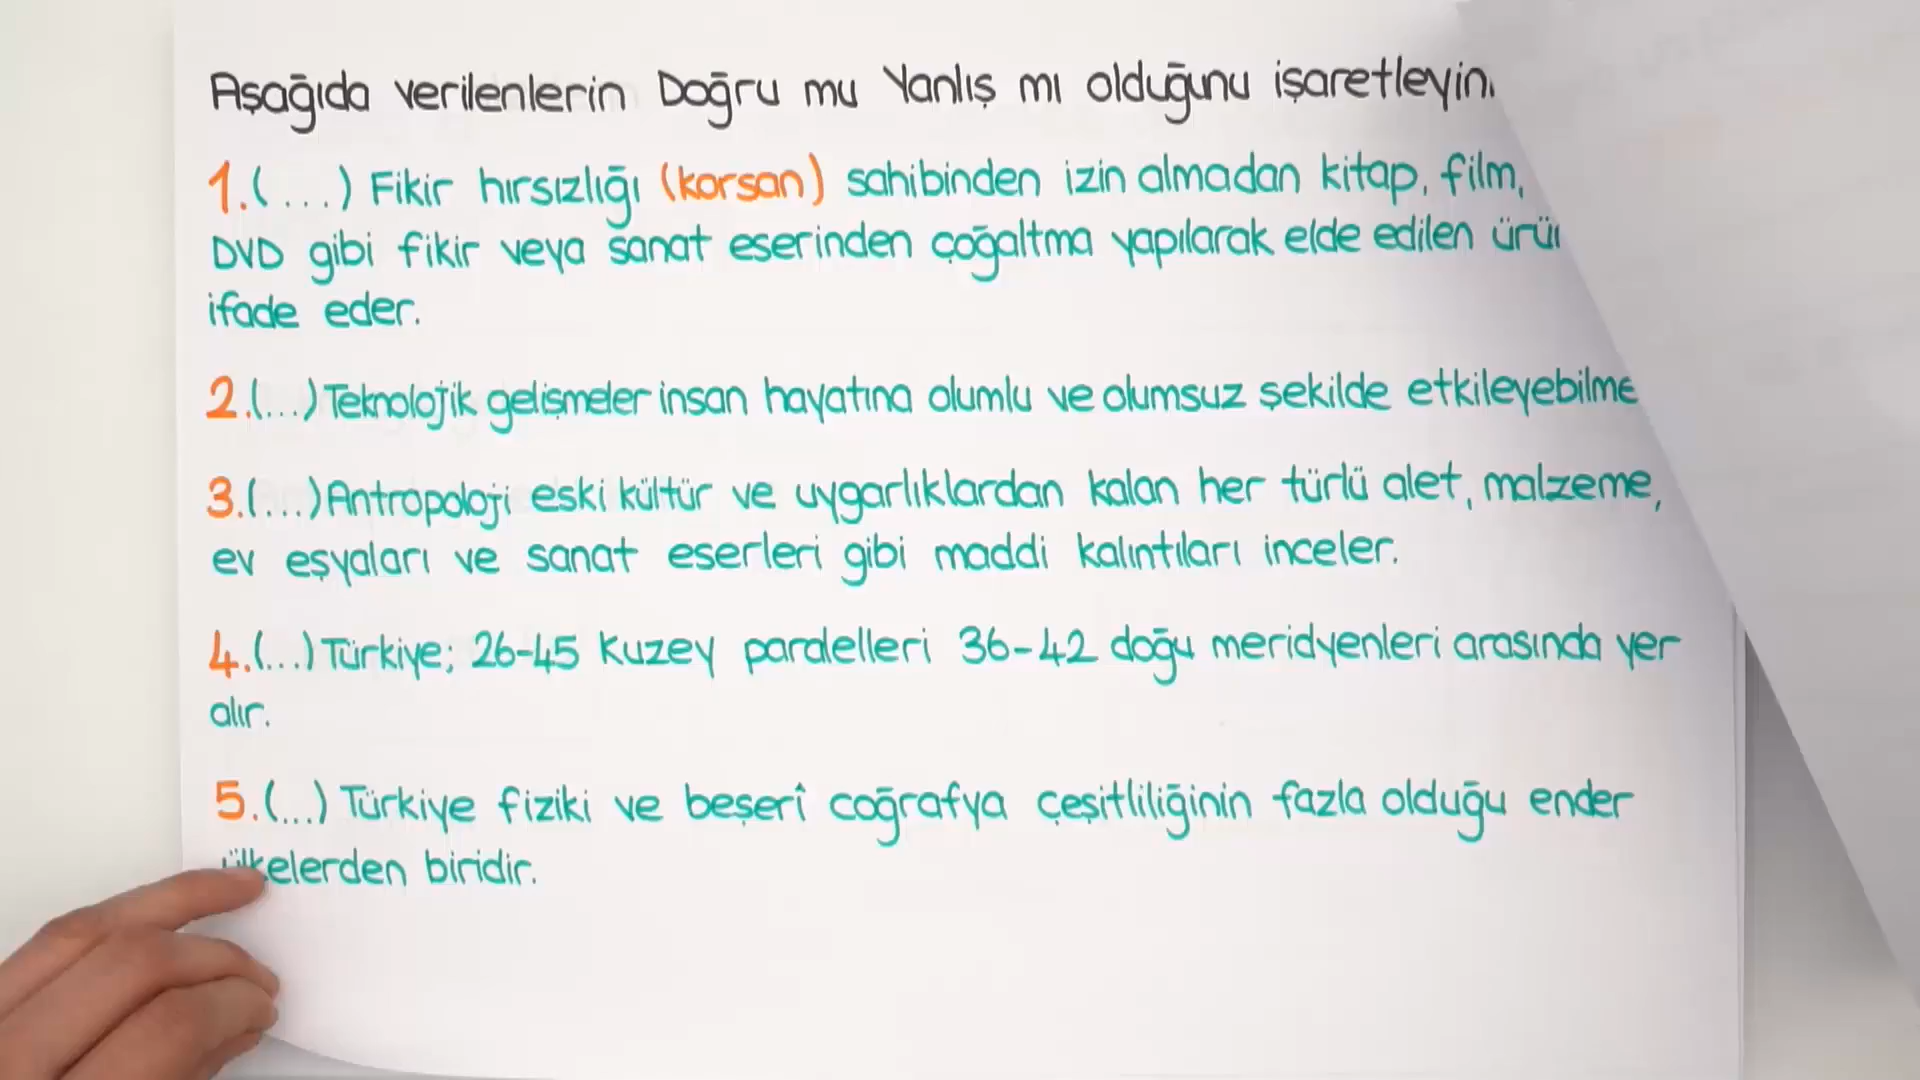 Aşağıda verilenlerin Doğru mu Yanlış mı olduğunu işaretleyin.
1.(...) Fikir hırsızlığı (korsan) sahibinden izin almadan kitap, film,
DVD gibi fikir veya sanat eserinden çoğaltma yapılarak elde edilen
ifade eder.
2.(...) Teknolojik gelişmeler insan hayatına olumlu ve olumsuz şekilde
3.(...) Antropoloji eski kültür ve uygarlıklardan kalan her türlü alet, malzeme,
ev eşyaları ve sanat eserleri gibi maddi kalıntıları inceler.
4.(...) Türkiye; 26-45 kuzey paralelleri 36-42 doğu meridyenleri arasında yer
alır.
5.(...) Türkiye fiziki ve beşerî coğrafya çeşitliliğinin fazla olduğu ender
ülkelerden biridir.